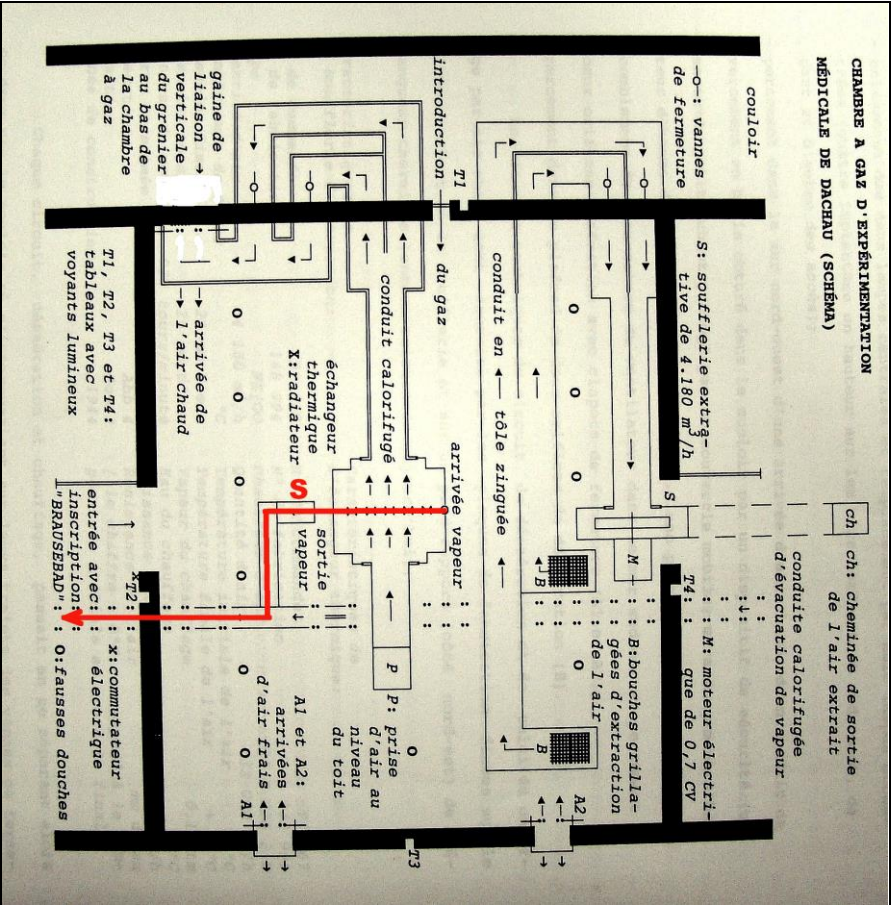 CHAMBRE A GAZ D'EXPÉRIMENTATION
MÉDICALE DE DACHAU (SCHÉMA)
couloir
—o—: vannes
de fermeture
S: soufflerie extra-
tive de 4.180 m³/h
ch
ch: cheminée de sortie
de l'air extrait
conduite calorifugée
d'évacuation de vapeur
S
M
M: moteur électri-
que de 0,7 CV
T4
B
B
B: bouches grilla-
gées d'extraction
de l'air
conduit en ← tôle zinguée
introduction → du gaz
T1
arrivée vapeur
conduit calorifugé
échangeur
thermique
X: radiateur
S
sortie
vapeur
P
P: prise
d'air au
niveau
du toit
A1 et A2:
arrivées
d'air frais
A1
A2
T3
gaine de
liaison →
verticale
du grenier
au bas de
la chambre
à gaz
→ arrivée de
→ l'air chaud
T1, T2, T3 et T4:
tableaux avec
voyants lumineux
entrée avec
inscription:
"BRAUSEBAD"
xT2
x: commutateur
électrique
O: fausses douches